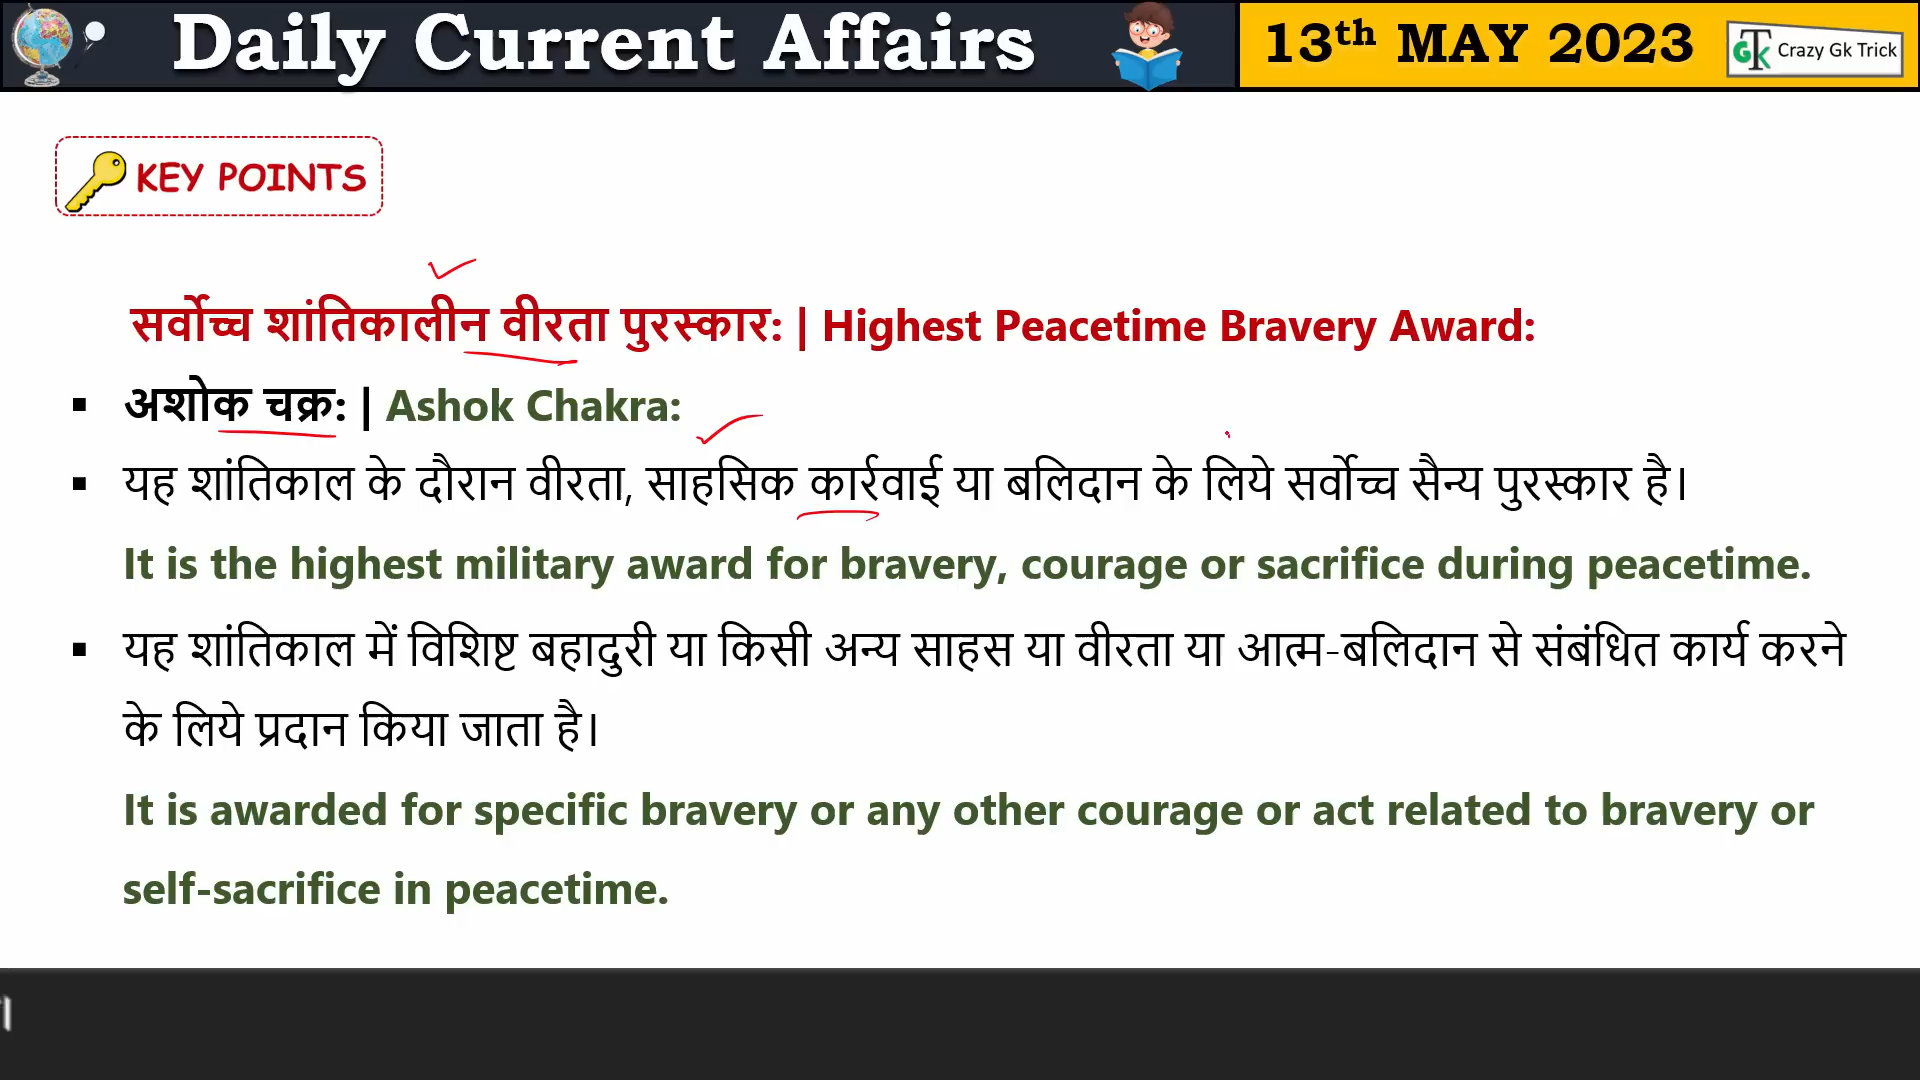 Daily Current Affairs
13th MAY 2023
GTK Crazy Gk Trick
KEY POINTS
सर्वोच्च शांतिकालीन वीरता पुरस्कार: | Highest Peacetime Bravery Award:
▪ अशोक चक्र: | Ashok Chakra:
▪ यह शांतिकाल के दौरान वीरता, साहसिक कार्रवाई या बलिदान के लिये सर्वोच्च सैन्य पुरस्कार है।
It is the highest military award for bravery, courage or sacrifice during peacetime.
▪ यह शांतिकाल में विशिष्ट बहादुरी या किसी अन्य साहस या वीरता या आत्म-बलिदान से संबंधित कार्य करने
के लिये प्रदान किया जाता है।
It is awarded for specific bravery or any other courage or act related to bravery or
self-sacrifice in peacetime.